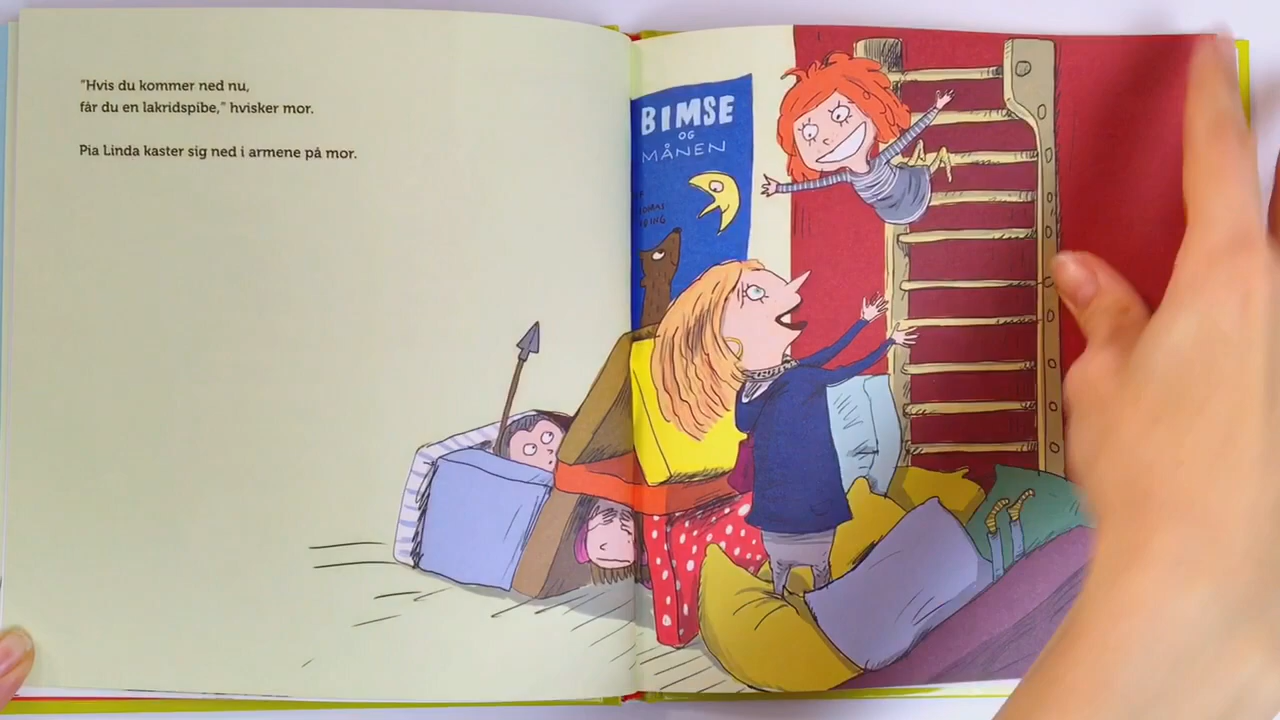 "Hvis du kommer ned nu,
får du en lakridspibe," hvisker mor.
Pia Linda kaster sig ned i armene på mor.
BIMSE
OG
MÅNEN